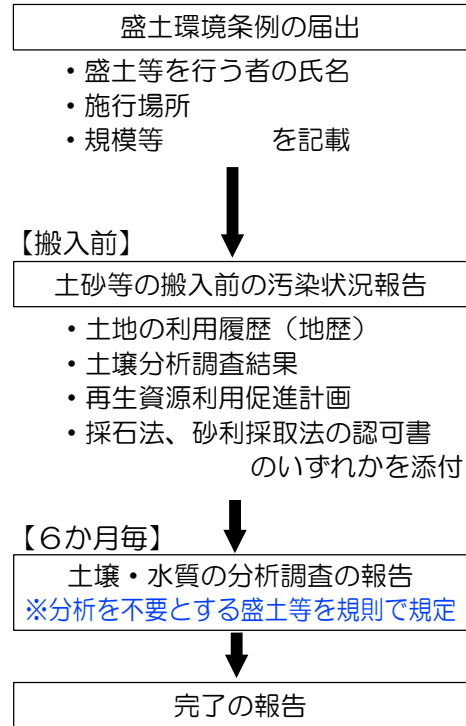 盛土環境条例の届出
・盛土等を行う者の氏名
・施行場所
・規模等　　　　を記載
【搬入前】
土砂等の搬入前の汚染状況報告
・土地の利用履歴（地歴）
・土壌分析調査結果
・再生資源利用促進計画
・採石法、砂利採取法の認可書
のいずれかを添付
【６か月毎】
土壌・水質の分析調査の報告
※分析を不要とする盛土等を規則で規定
完了の報告